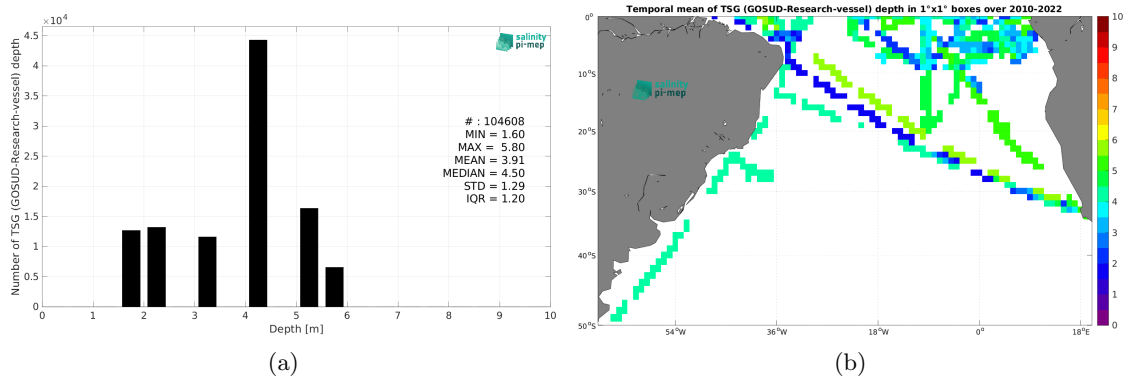 ×10⁴
4.5
4
3.5
3
2.5
2
1.5
1
0.5
0
Number of TSG (GOSUD-Research-vessel) depth
salinity
pi-mep
# : 104608
MIN = 1.60
MAX = 5.80
MEAN = 3.91
MEDIAN = 4.50
STD = 1.29
IQR = 1.20
0 1 2 3 4 5 6 7 8 9 10
Depth [m]
(a)
Temporal mean of TSG (GOSUD-Research-vessel) depth in 1°x1° boxes over 2010-2022
0°
10°S
20°S
30°S
40°S
50°S
salinity
pi-mep
54°W 36°W 18°W 0° 18°E
10
9
8
7
6
5
4
3
2
1
0
(b)